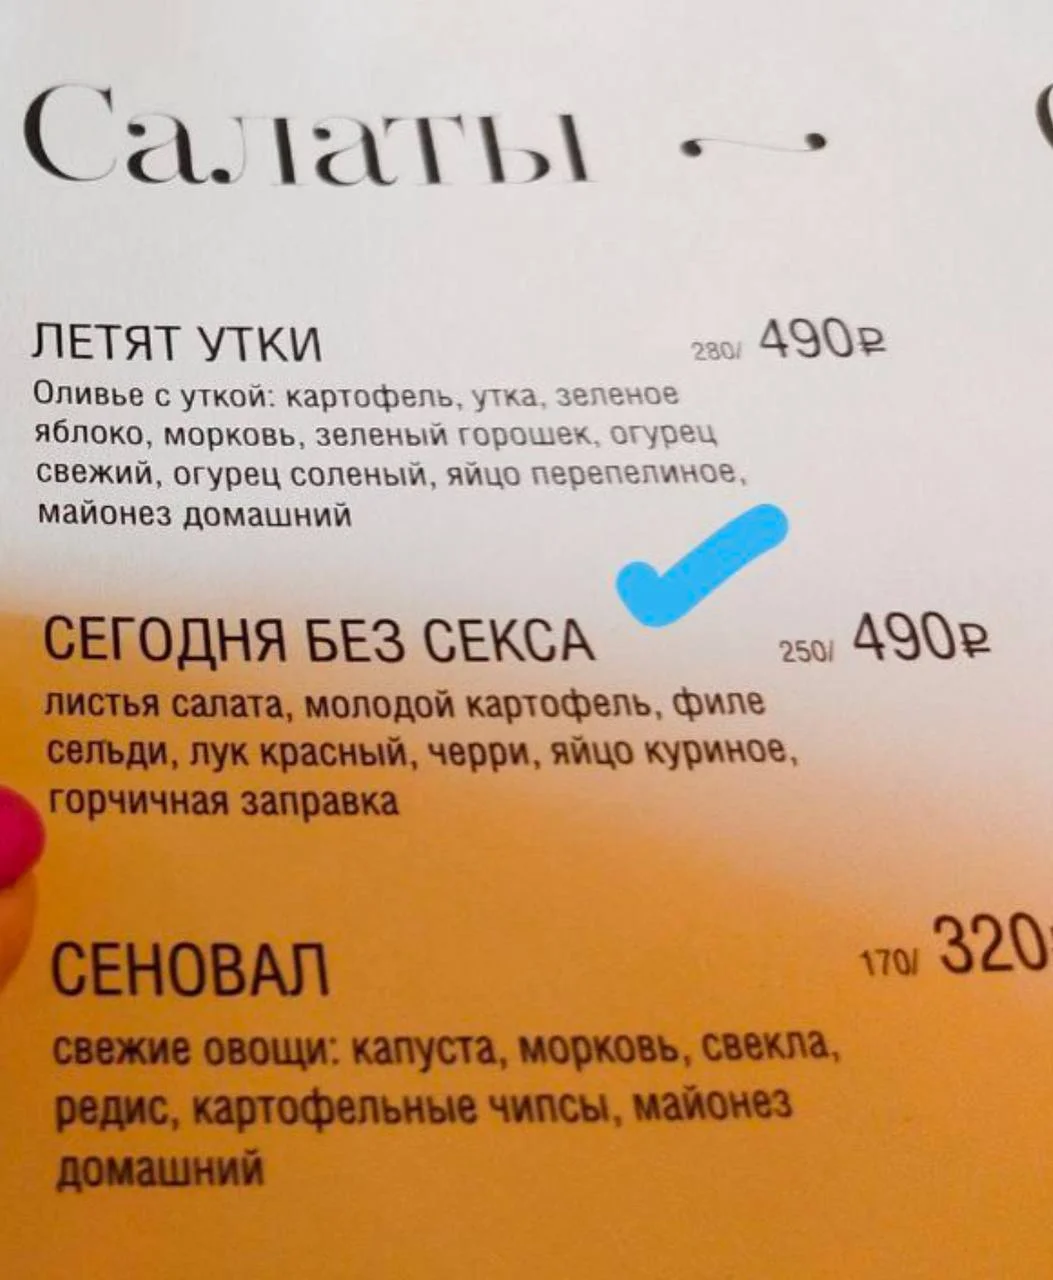 Салаты ~
ЛЕТЯТ УТКИ 280/ 490₽
Оливье с уткой: картофель, утка, зеленое
яблоко, морковь, зеленый горошек, огурец
свежий, огурец соленый, яйцо перепелиное,
майонез домашний
СЕГОДНЯ БЕЗ СЕКСА 250/ 490₽
листья салата, молодой картофель, филе
сельди, лук красный, черри, яйцо куриное,
горчичная заправка
СЕНОВАЛ 170/ 320₽
свежие овощи: капуста, морковь, свекла,
редис, картофельные чипсы, майонез
домашний